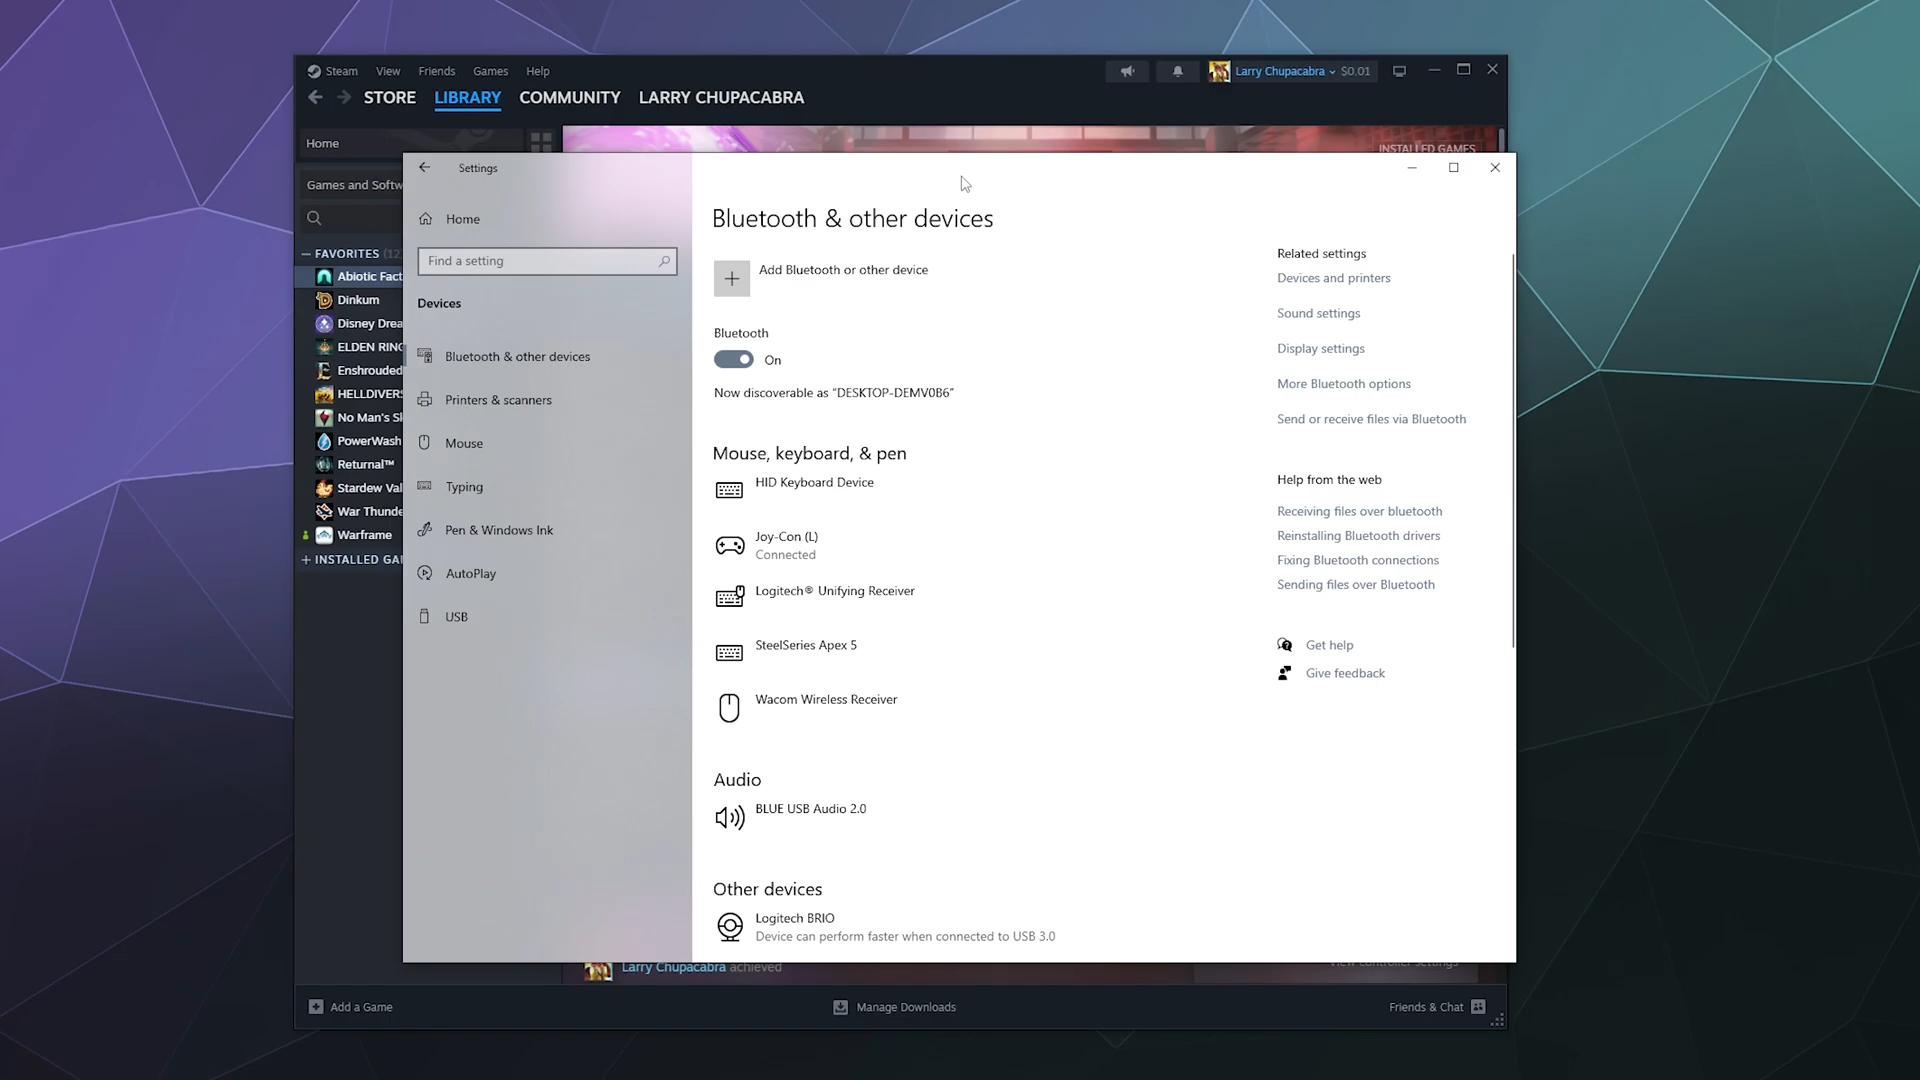 Steam View Friends Games Help
Larry Chupacabra $0.01
STORE LIBRARY COMMUNITY LARRY CHUPACABRA
Home
INSTALLED GAMES
Games and Softw
FAVORITES (12
Abiotic Fact
Dinkum
Disney Drea
ELDEN RING
Enshrouded
HELLDIVERS
No Man's Sk
PowerWash
Returnal™
Stardew Val
War Thunde
Warframe
INSTALLED GA
Settings
Home
Find a setting
Devices
Bluetooth & other devices
Printers & scanners
Mouse
Typing
Pen & Windows Ink
AutoPlay
USB
Bluetooth & other devices
Add Bluetooth or other device
Bluetooth
On
Now discoverable as “DESKTOP-DEMV0B6”
Mouse, keyboard, & pen
HID Keyboard Device
Joy-Con (L)
Connected
Logitech® Unifying Receiver
SteelSeries Apex 5
Wacom Wireless Receiver
Audio
BLUE USB Audio 2.0
Other devices
Logitech BRIO
Device can perform faster when connected to USB 3.0
Related settings
Devices and printers
Sound settings
Display settings
More Bluetooth options
Send or receive files via Bluetooth
Help from the web
Receiving files over bluetooth
Reinstalling Bluetooth drivers
Fixing Bluetooth connections
Sending files over Bluetooth
Get help
Give feedback
Larry Chupacabra achieved
View controller settings
Add a Game
Manage Downloads
Friends & Chat